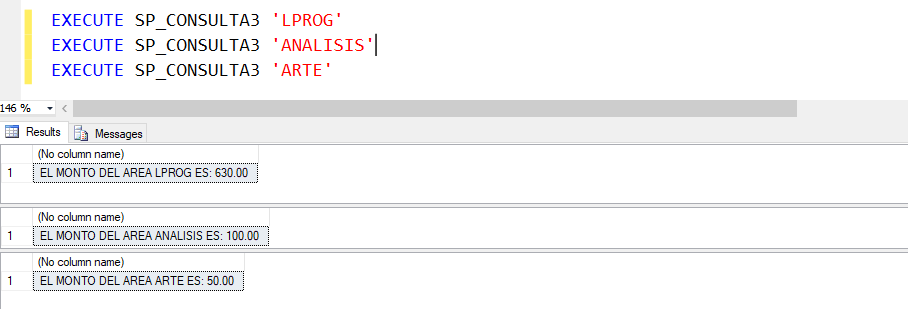 EXECUTE SP_CONSULTA3 'LPROG'
EXECUTE SP_CONSULTA3 'ANALISIS'
EXECUTE SP_CONSULTA3 'ARTE'
146 %
Results Messages
(No column name)
1 EL MONTO DEL AREA LPROG ES: 630.00
(No column name)
1 EL MONTO DEL AREA ANALISIS ES: 100.00
(No column name)
1 EL MONTO DEL AREA ARTE ES: 50.00